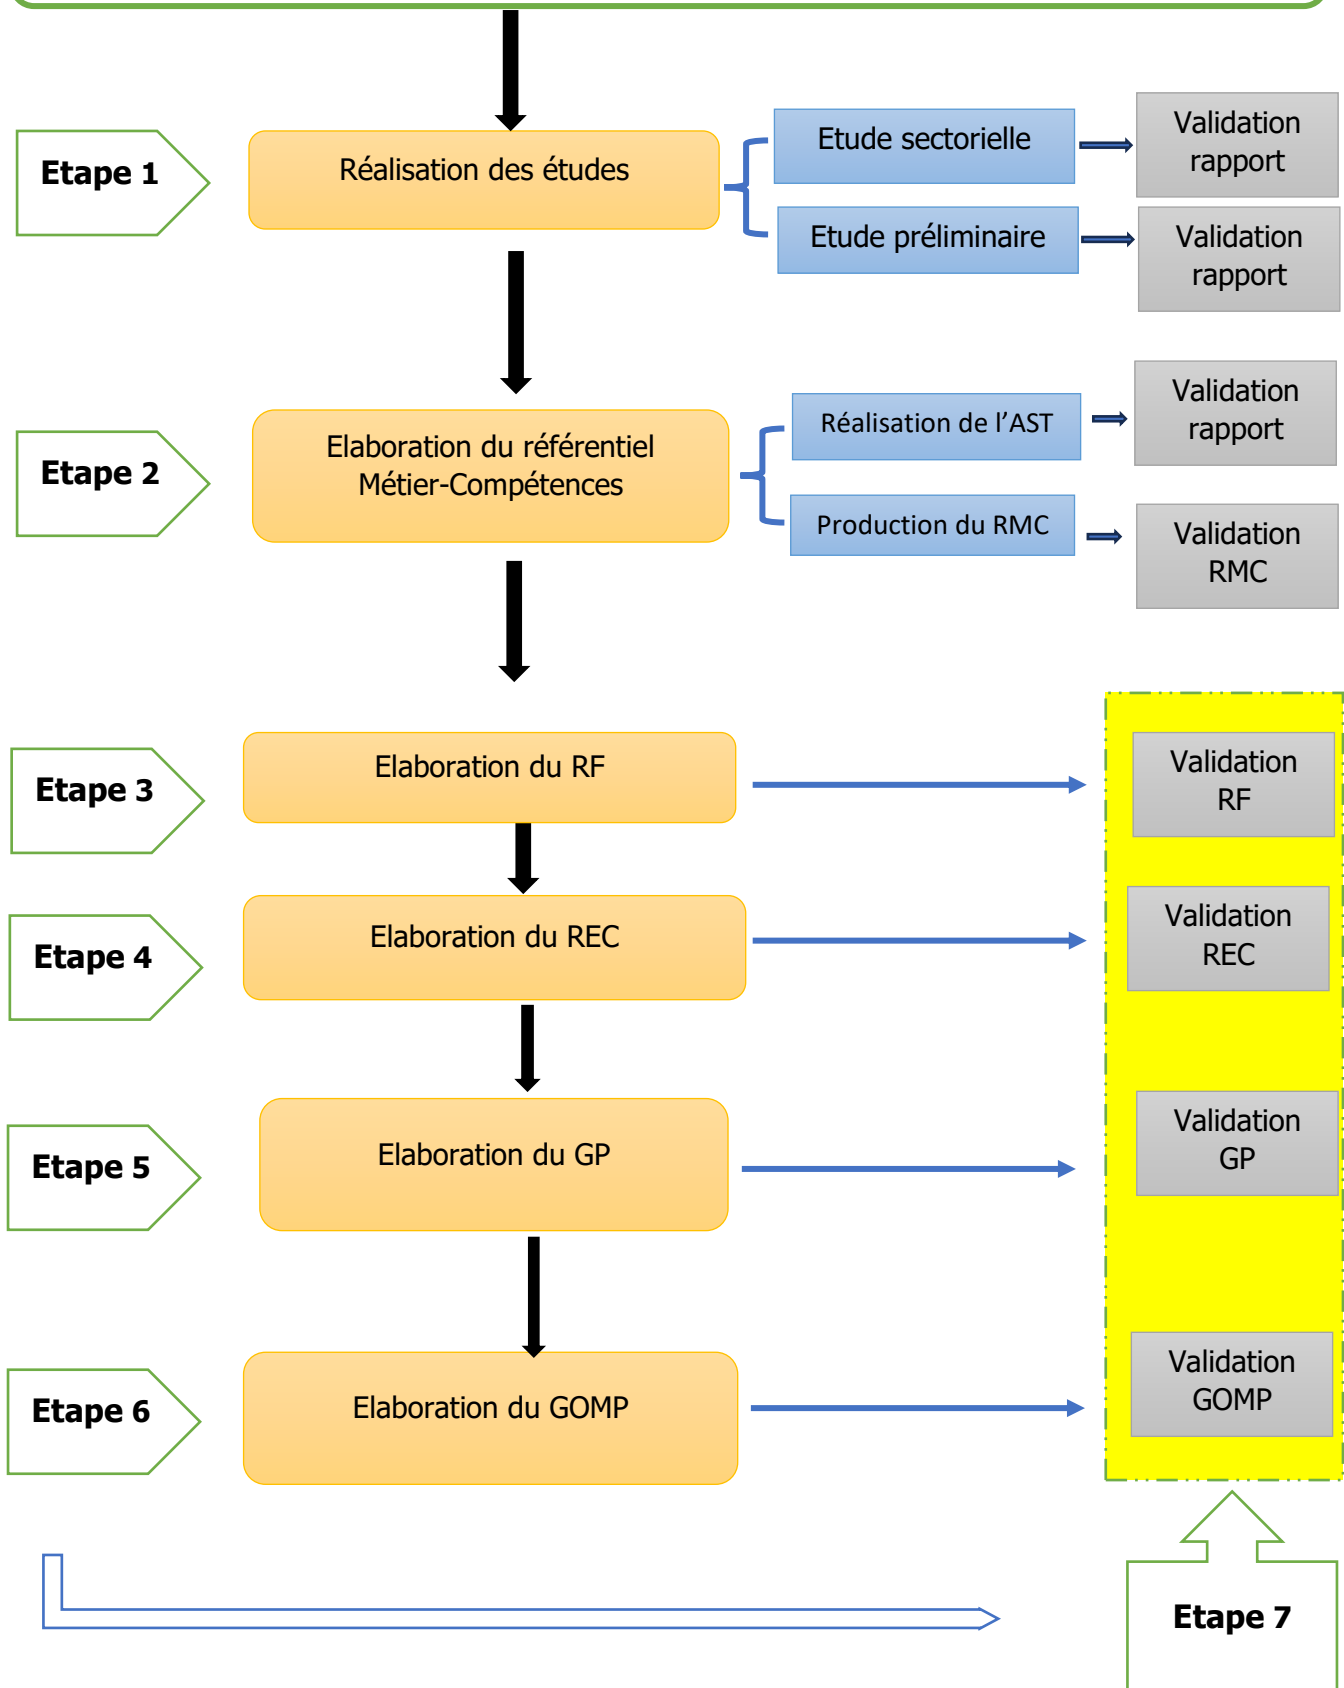 Etape 1
Réalisation des études
Etude sectorielle
Validation
rapport
Etude préliminaire
Validation
rapport
Etape 2
Elaboration du référentiel
Métier-Compétences
Réalisation de l’AST
Validation
rapport
Production du RMC
Validation
RMC
Etape 3
Elaboration du RF
Validation
RF
Etape 4
Elaboration du REC
Validation
REC
Etape 5
Elaboration du GP
Validation
GP
Etape 6
Elaboration du GOMP
Validation
GOMP
Etape 7